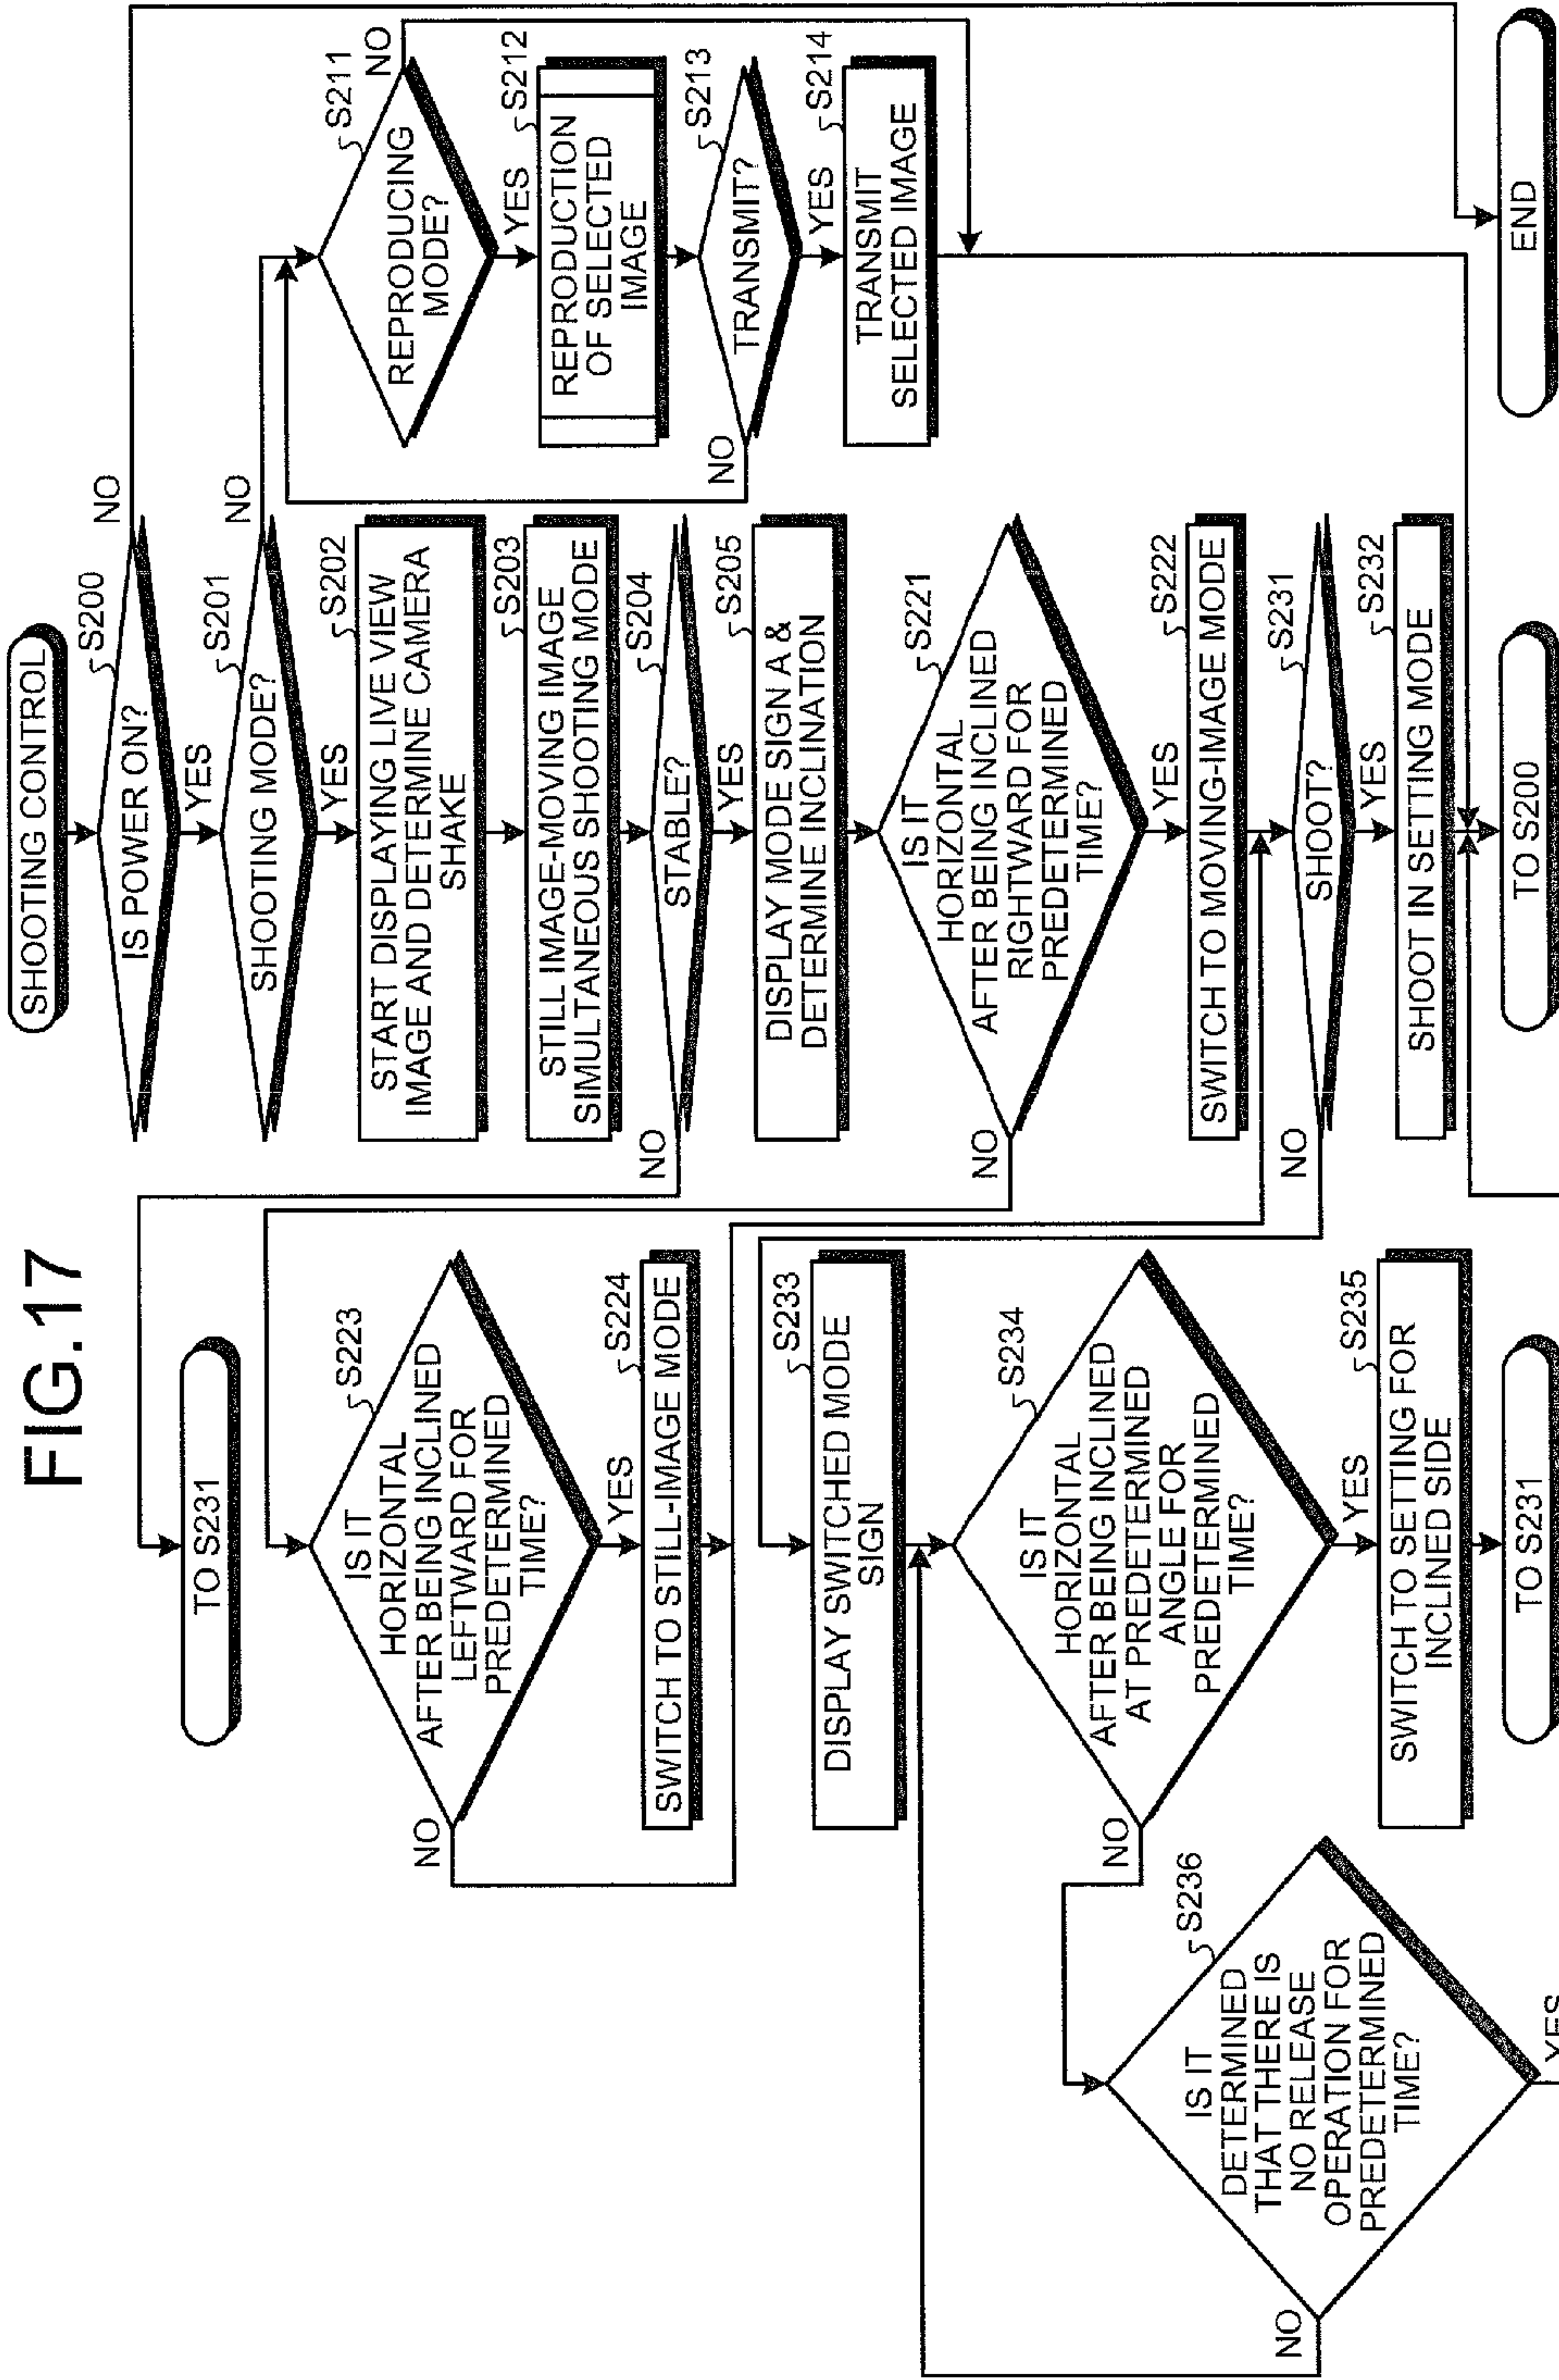 FIG.17
SHOOTING CONTROL
S200
IS POWER ON?
NO
YES
S201
SHOOTING MODE?
NO
YES
S202
START DISPLAYING LIVE VIEW
IMAGE AND DETERMINE CAMERA
SHAKE
S203
STILL IMAGE-MOVING IMAGE
SIMULTANEOUS SHOOTING MODE
S204
STABLE?
NO
YES
S205
DISPLAY MODE SIGN A &
DETERMINE INCLINATION
S221
IS IT
HORIZONTAL
AFTER BEING INCLINED
RIGHTWARD FOR
PREDETERMINED
TIME?
NO
YES
S222
SWITCH TO MOVING-IMAGE MODE
S231
SHOOT?
NO
YES
S232
SHOOT IN SETTING MODE
TO S200
S211
REPRODUCING
MODE?
NO
YES
S212
REPRODUCTION
OF SELECTED
IMAGE
S213
TRANSMIT?
NO
YES
S214
TRANSMIT
SELECTED IMAGE
END
TO S231
S223
IS IT
HORIZONTAL
AFTER BEING INCLINED
LEFTWARD FOR
PREDETERMINED
TIME?
NO
YES
S224
SWITCH TO STILL-IMAGE MODE
S233
DISPLAY SWITCHED MODE
SIGN
S234
IS IT
HORIZONTAL
AFTER BEING INCLINED
AT PREDETERMINED
ANGLE FOR
PREDETERMINED
TIME?
NO
YES
S235
SWITCH TO SETTING FOR
INCLINED SIDE
TO S231
S236
IS IT
DETERMINED
THAT THERE IS
NO RELEASE
OPERATION FOR
PREDETERMINED
TIME?
NO
YES